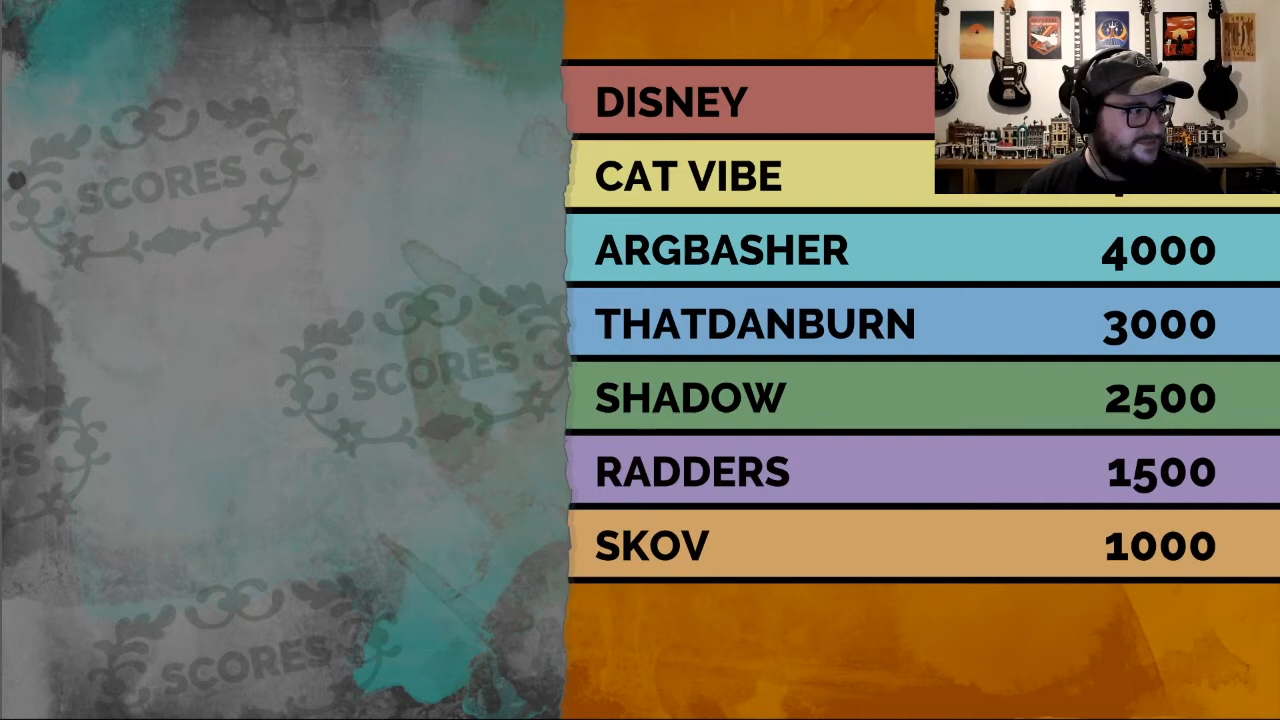 DISNEY
CAT VIBE
ARGBASHER 4000
THATDANBURN 3000
SHADOW 2500
RADDERS 1500
SKOV 1000
SCORES
SCORES
SCORES